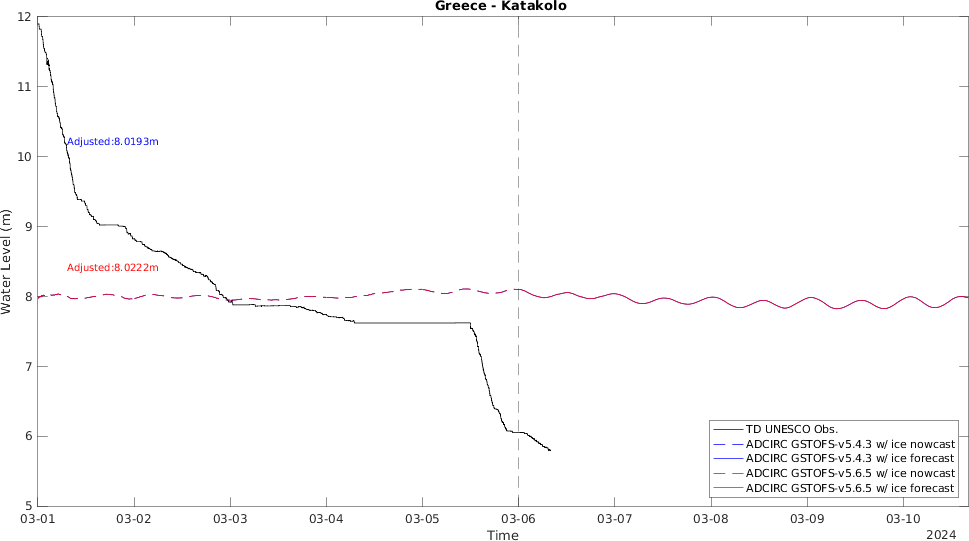 Greece - Katakolo
12
11
10
9
8
7
6
5
Water Level (m)
Adjusted:8.0193m
Adjusted:8.0222m
TD UNESCO Obs.
ADCIRC GSTOFS-v5.4.3 w/ ice nowcast
ADCIRC GSTOFS-v5.4.3 w/ ice forecast
ADCIRC GSTOFS-v5.6.5 w/ ice nowcast
ADCIRC GSTOFS-v5.6.5 w/ ice forecast
03-01 03-02 03-03 03-04 03-05 03-06 03-07 03-08 03-09 03-10
Time
2024